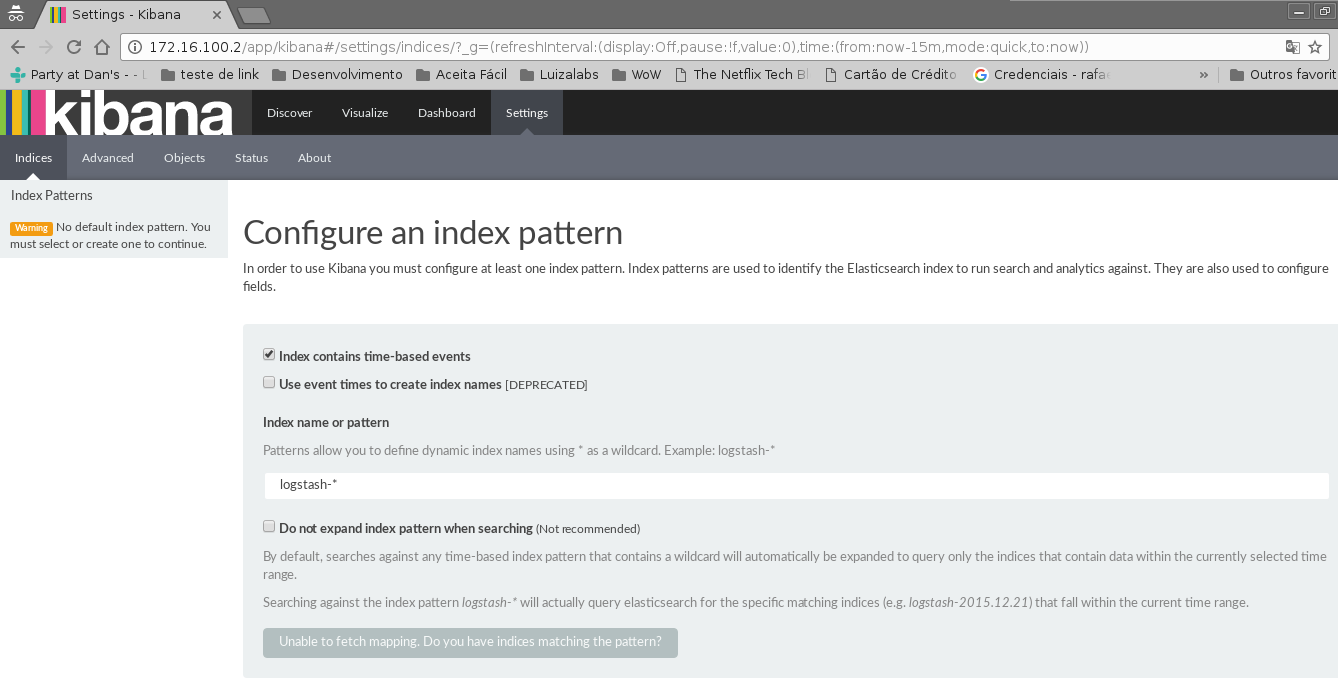 Settings - Kibana
172.16.100.2/app/kibana#/settings/indices/?_g=(refreshInterval:(display:Off,pause:!f,value:0),time:(from:now-15m,mode:quick,to:now))
Party at Dan's - - L teste de link Desenvolvimento Aceita Fácil Luizalabs WoW The Netflix Tech Bl Cartão de Crédito Credenciais - rafae » Outros favorit
kibana Discover Visualize Dashboard Settings
Indices Advanced Objects Status About
Index Patterns
Warning No default index pattern. You
must select or create one to continue.
Configure an index pattern
In order to use Kibana you must configure at least one index pattern. Index patterns are used to identify the Elasticsearch index to run search and analytics against. They are also used to configure
fields.
Index contains time-based events
Use event times to create index names [DEPRECATED]
Index name or pattern
Patterns allow you to define dynamic index names using * as a wildcard. Example: logstash-*
logstash-*
Do not expand index pattern when searching (Not recommended)
By default, searches against any time-based index pattern that contains a wildcard will automatically be expanded to query only the indices that contain data within the currently selected time
range.
Searching against the index pattern logstash-* will actually query elasticsearch for the specific matching indices (e.g. logstash-2015.12.21) that fall within the current time range.
Unable to fetch mapping. Do you have indices matching the pattern?